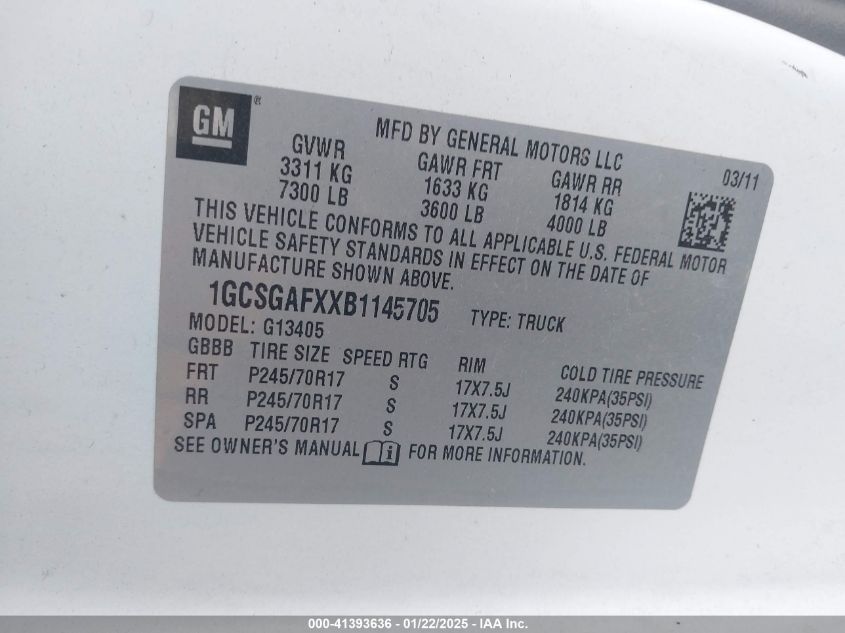 GM®
MFD BY GENERAL MOTORS LLC
03/11
GVWR GAWR FRT GAWR RR
3311 KG 1633 KG 1814 KG
7300 LB 3600 LB 4000 LB
THIS VEHICLE CONFORMS TO ALL APPLICABLE U.S. FEDERAL MOTOR
VEHICLE SAFETY STANDARDS IN EFFECT ON THE DATE OF
MANUFACTURE SHOWN ABOVE.
1GCSGAFXXB1145705 TYPE: TRUCK
MODEL: G13405
GBBB TIRE SIZE SPEED RTG RIM COLD TIRE PRESSURE
FRT P245/70R17 S 17X7.5J 240KPA(35PSI)
RR P245/70R17 S 17X7.5J 240KPA(35PSI)
SPA P245/70R17 S 17X7.5J 240KPA(35PSI)
SEE OWNER'S MANUAL i FOR MORE INFORMATION.
000-41393636 - 01/22/2025 - IAA Inc.